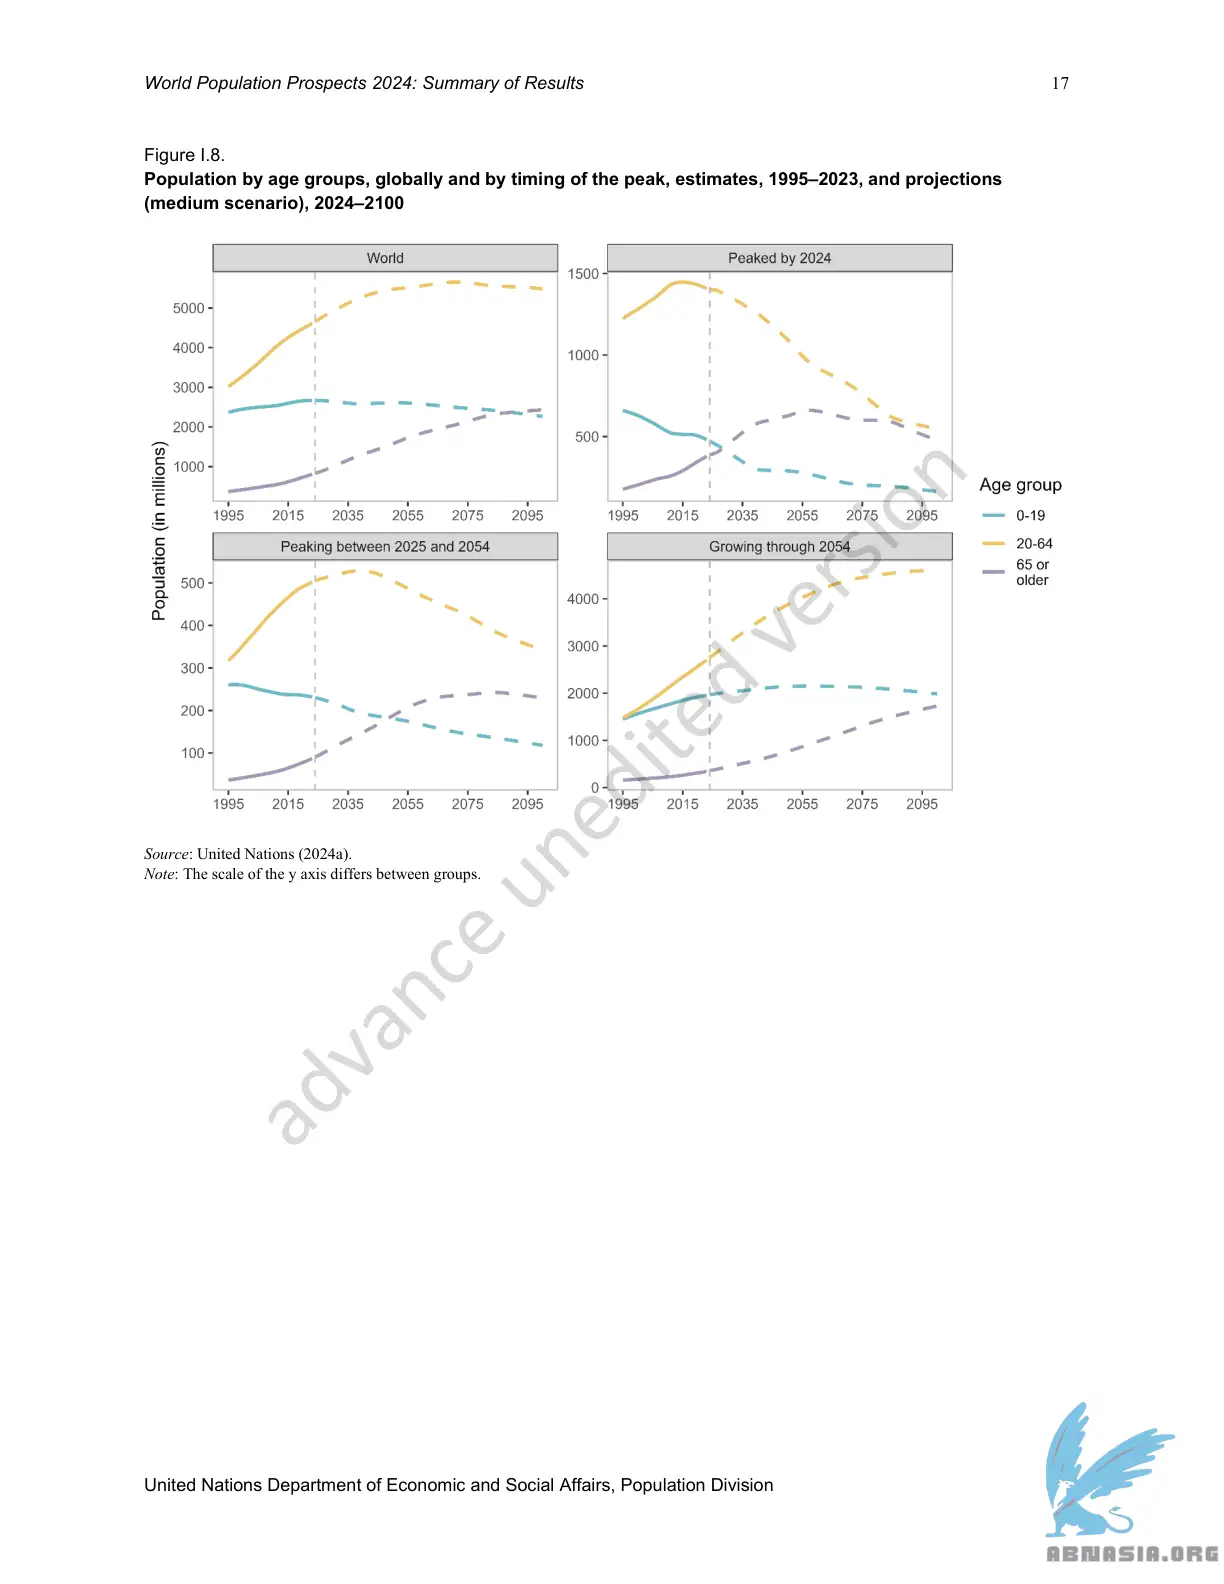 World Population Prospects 2024: Summary of Results 17
Figure I.8.
Population by age groups, globally and by timing of the peak, estimates, 1995–2023, and projections
(medium scenario), 2024–2100
Population (in millions)
World
5000
4000
3000
2000
1000
1995 2015 2035 2055 2075 2095
Peaked by 2024
1500
1000
500
1995 2015 2035 2055 2075 2095
Peaking between 2025 and 2054
500
400
300
200
100
1995 2015 2035 2055 2075 2095
Growing through 2054
4000
3000
2000
1000
0
1995 2015 2035 2055 2075 2095
Age group
0-19
20-64
65 or
older
Source: United Nations (2024a).
Note: The scale of the y axis differs between groups.
advance unedited version
United Nations Department of Economic and Social Affairs, Population Division
ABNASIA.ORG